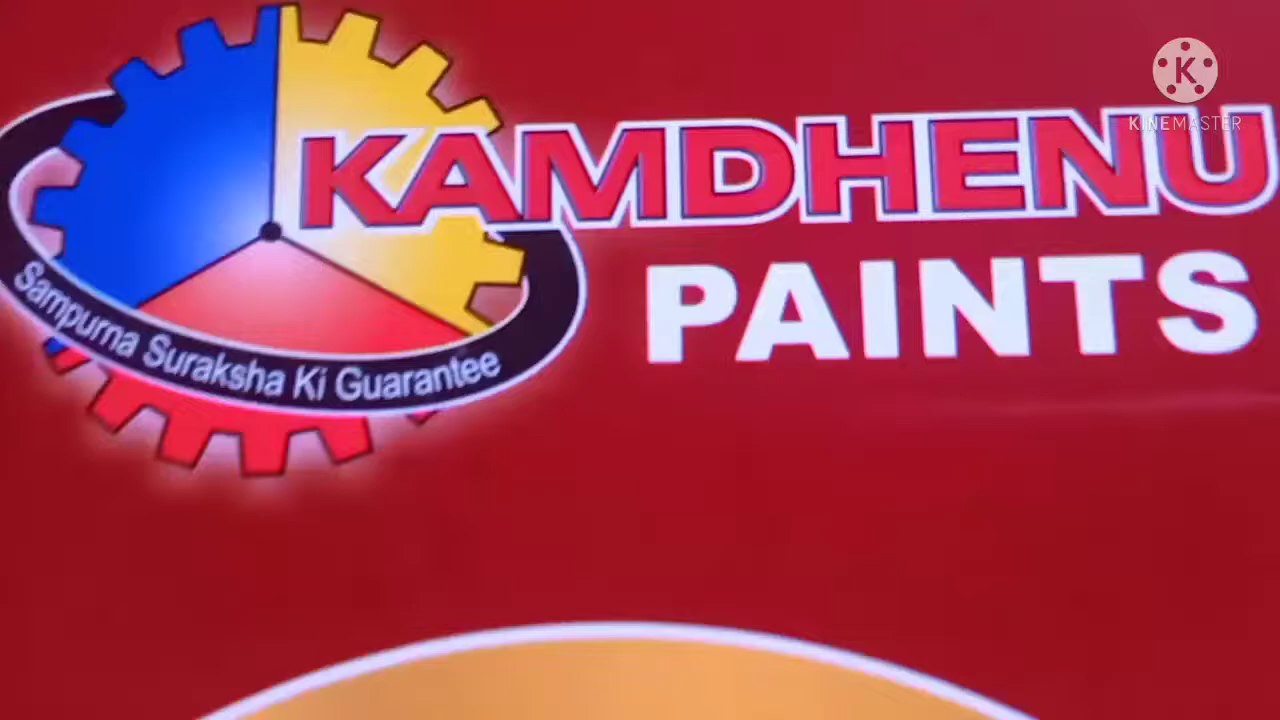 K
KINEMASTER
KAMDHENU
PAINTS
Sampurna Suraksha Ki Guarantee